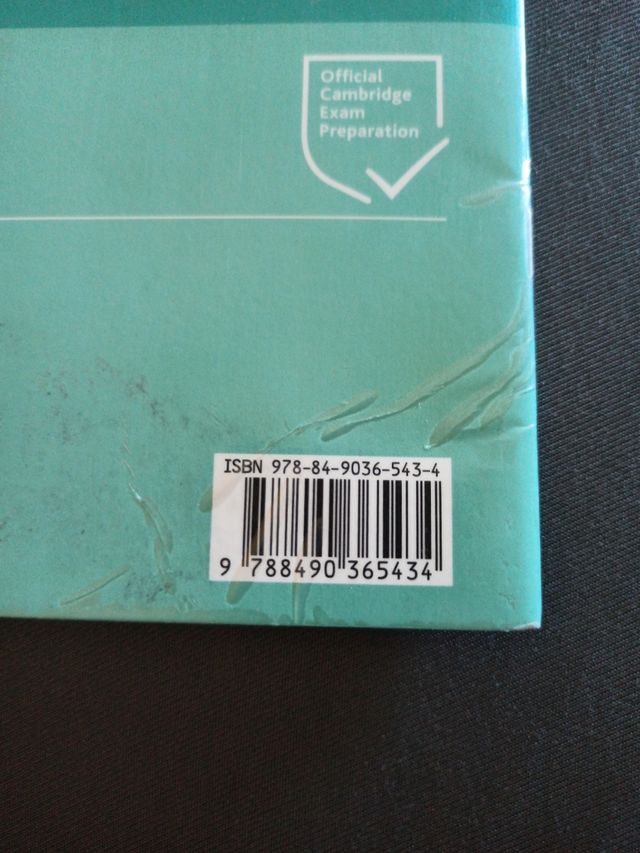 Official
Cambridge
Exam
Preparation
ISBN 978-84-9036-543-4
9 788490 365434